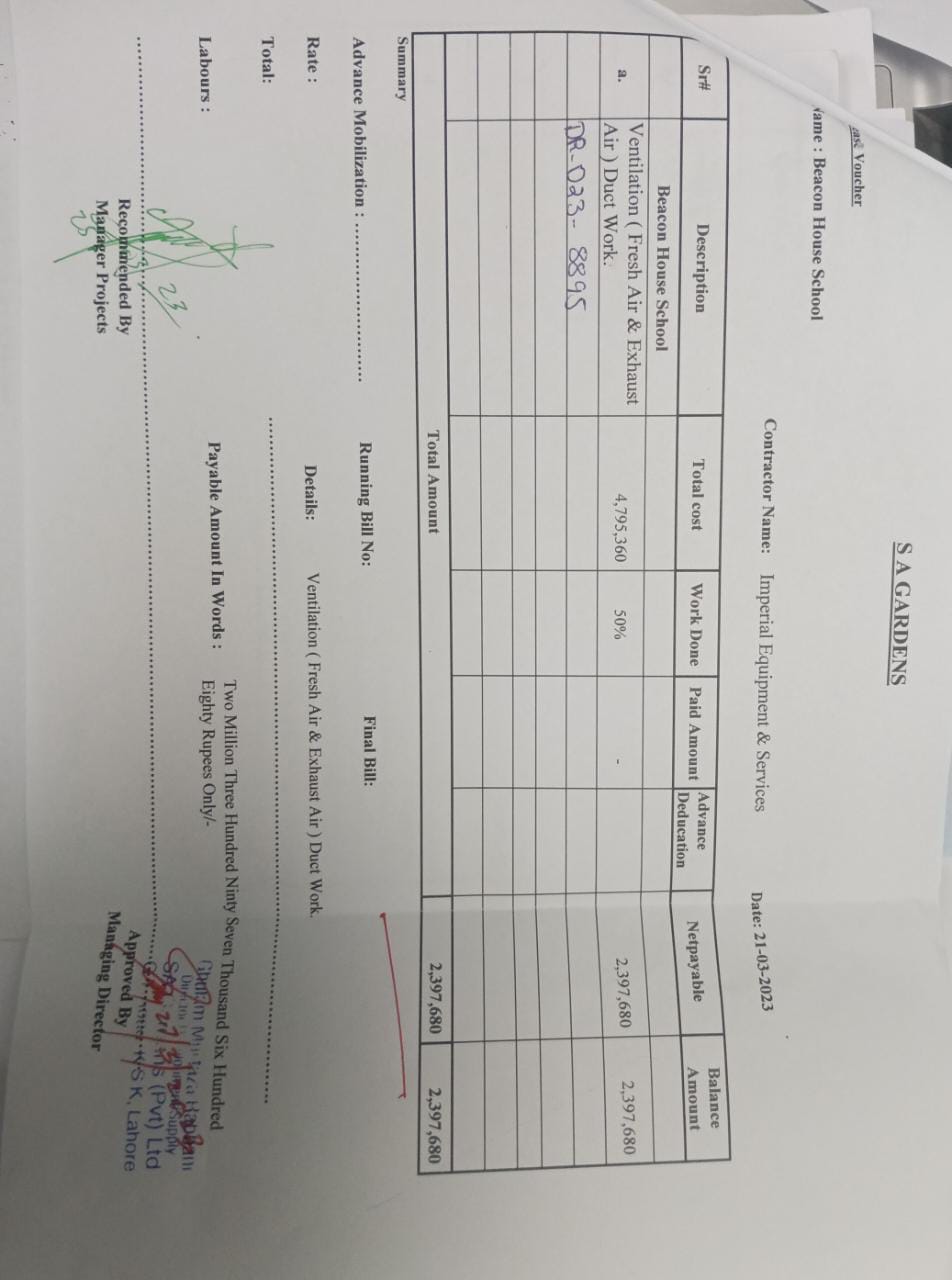 S A GARDENS
Voucher
ame : Beacon House School
Contractor Name: Imperial Equipment & Services Date: 21-03-2023
Sr# Description Total cost Work Done Paid Amount Advance Deducation Netpayable Balance Amount
Beacon House School
a. Ventilation ( Fresh Air & Exhaust Air ) Duct Work. 4,795,360 50% - 2,397,680 2,397,680
DR-023-8895
Total Amount 2,397,680 2,397,680
Summary
Advance Mobilization : .............................. Running Bill No: Final Bill:
Rate : Details: Ventilation ( Fresh Air & Exhaust Air ) Duct Work.
Total:
Labours : Payable Amount In Words : Two Million Three Hundred Ninty Seven Thousand Six Hundred
Eighty Rupees Only/-
Recommended By
Manager Projects
Approved By
Managing Director
(Pvt) Ltd
K, Lahore